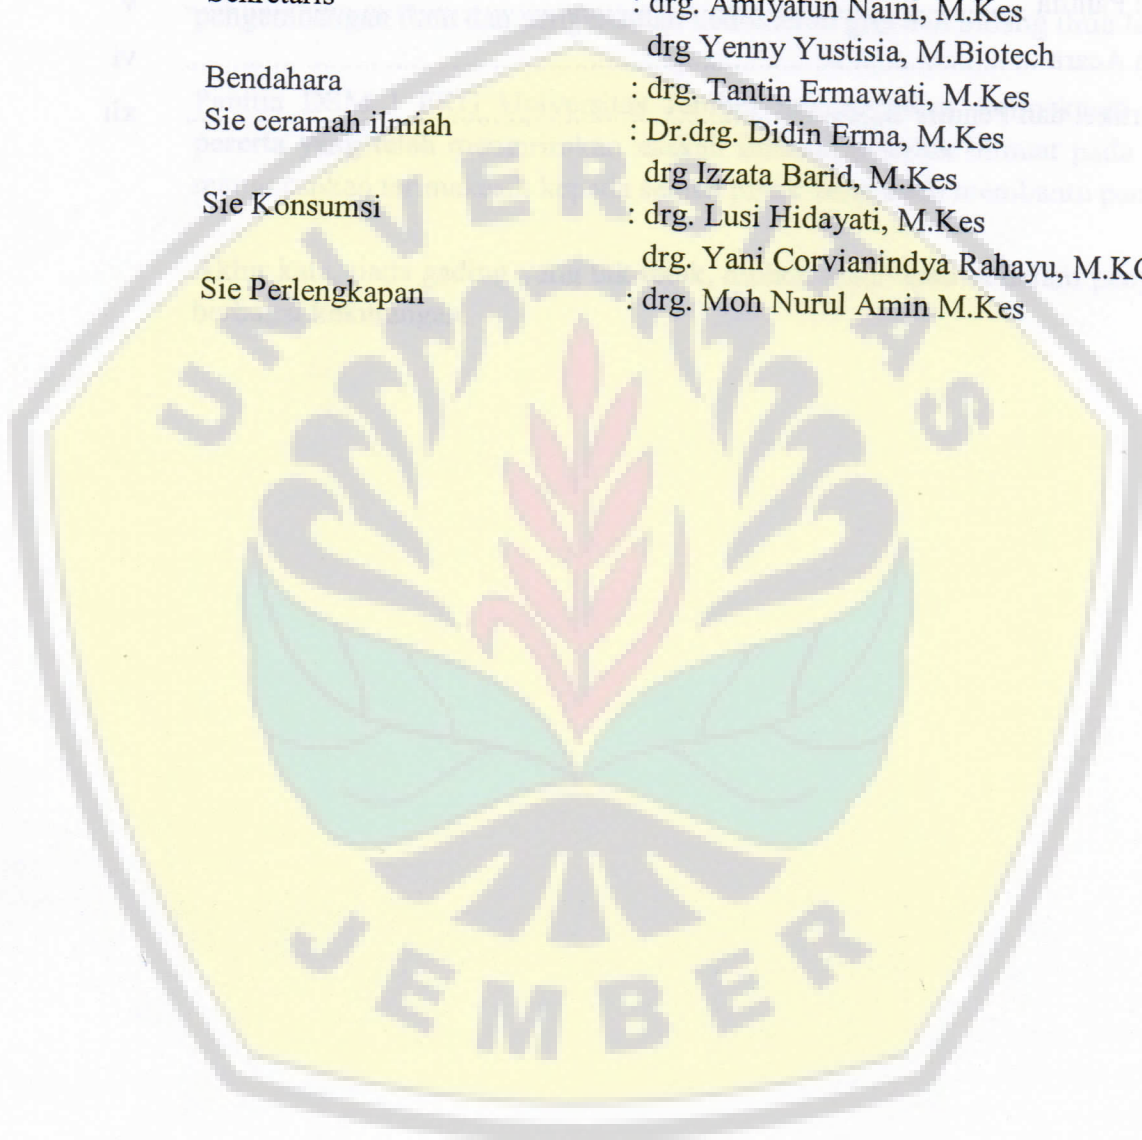 Sekretaris : drg. Amiyatun Naini, M.Kes
drg Yenny Yustisia, M.Biotech
Bendahara : drg. Tantin Ermawati, M.Kes
Sie ceramah ilmiah : Dr.drg. Didin Erma, M.Kes
drg Izzata Barid, M.Kes
Sie Konsumsi : drg. Lusi Hidayati, M.Kes
drg. Yani Corvianindya Rahayu, M.KG
Sie Perlengkapan : drg. Moh Nurul Amin M.Kes
UNIVERSITAS
JEMBER